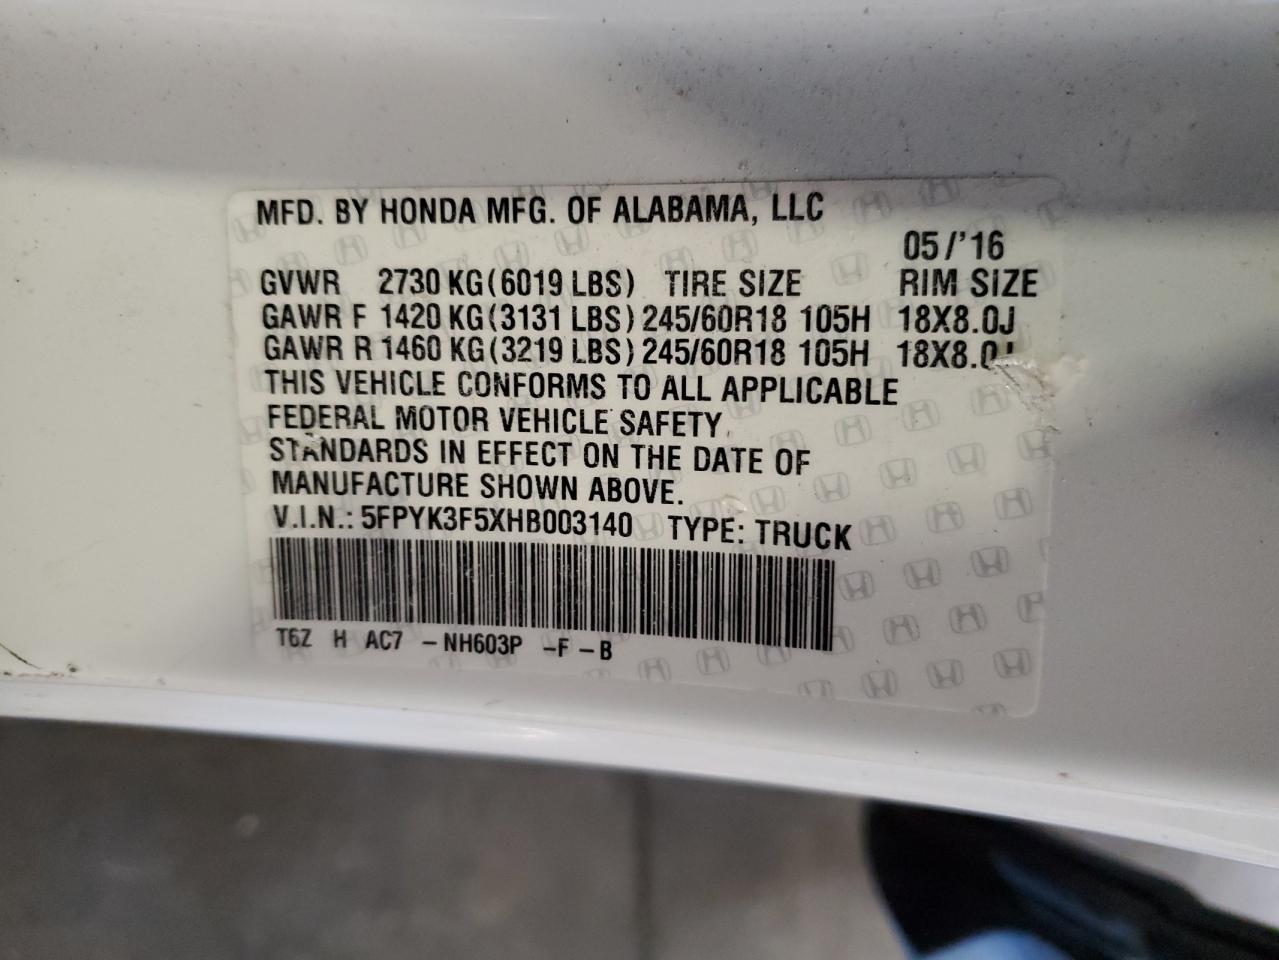 MFD. BY HONDA MFG. OF ALABAMA, LLC
05/'16
GVWR 2730 KG(6019 LBS) TIRE SIZE RIM SIZE
GAWR F 1420 KG(3131 LBS) 245/60R18 105H 18X8.0J
GAWR R 1460 KG(3219 LBS) 245/60R18 105H 18X8.0J
THIS VEHICLE CONFORMS TO ALL APPLICABLE
FEDERAL MOTOR VEHICLE SAFETY
STANDARDS IN EFFECT ON THE DATE OF
MANUFACTURE SHOWN ABOVE.
V.I.N.: 5FPYK3F5XHB003140 TYPE: TRUCK
T6Z H AC7 -NH603P -F -B